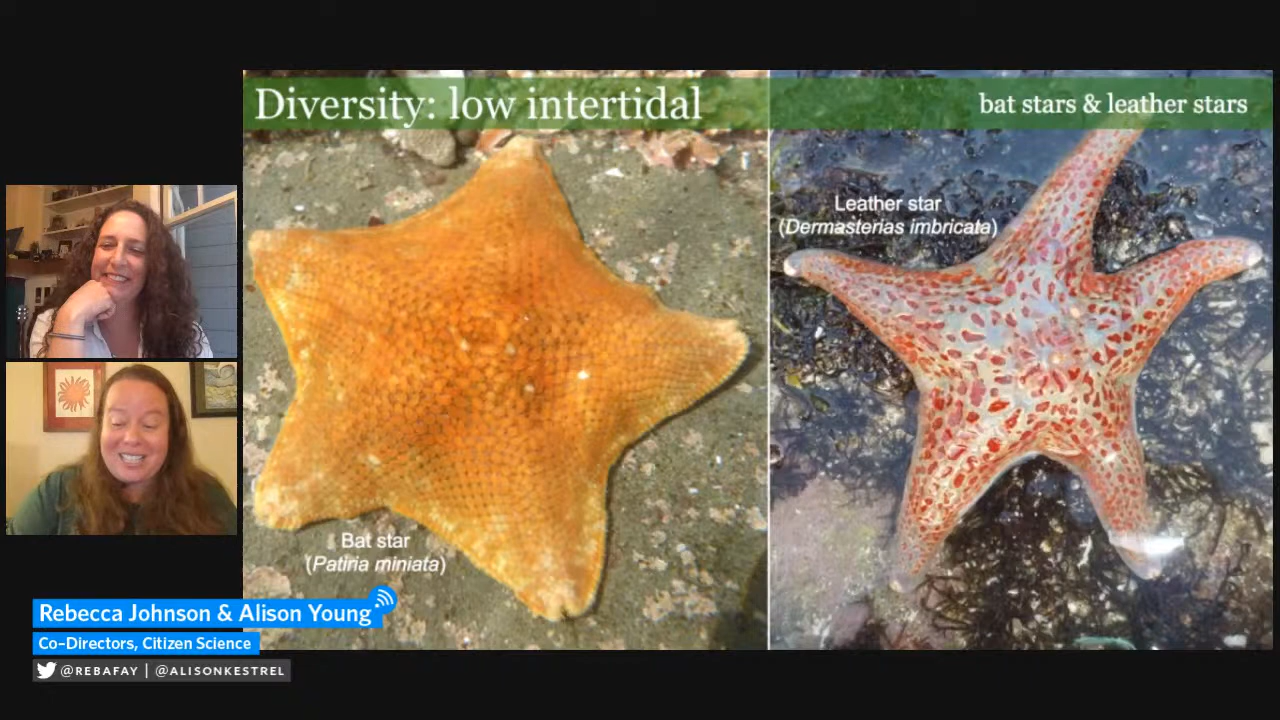 Diversity: low intertidal
bat stars & leather stars
Leather star
(Dermasterias imbricata)
Bat star
(Patiria miniata)
Rebecca Johnson & Alison Young
Co-Directors, Citizen Science
@REBAFAY | @ALISONKESTREL